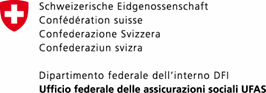 Schweizerische Eidgenossenschaft
Confédération suisse
Confederazione Svizzera
Confederaziun svizra
Dipartimento federale dell'interno DFI
Ufficio federale delle assicurazioni sociali UFAS